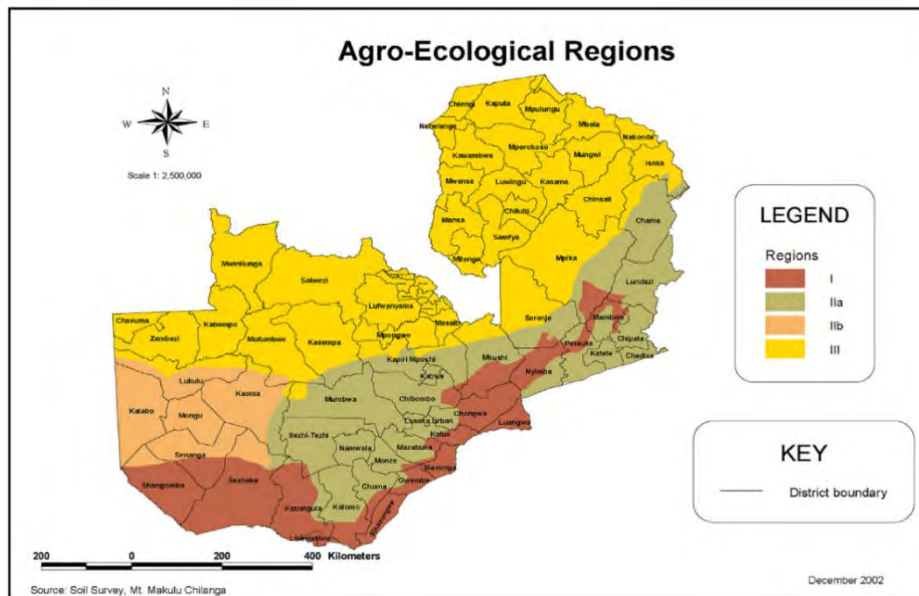 Agro-Ecological Regions
N
W E
S
Scale 1: 2,500,000
Chiengi
Kaputa
Mpulungu
Mbala
Nakonde
Kawambwa
Mporokoso
Mungwi
Isoka
Mwense
Luwingu
Kasama
Chinsali
Mansa
Chilubi
Samfya
Milenge
Mpika
Chama
Lundazi
Mwinilunga
Solwezi
Lufwanyama
Masaiti
Mpongwe
Serenje
Mambwe
Chavuma
Zambezi
Kabompo
Mufumbwe
Kasempa
Petauke
Chipata
Katete
Chadiza
Kapiri Mposhi
Mkushi
Nyimba
Lukulu
Kaoma
Kabwe
Kalabo
Mongu
Mumbwa
Chibombo
Chongwe
Luangwa
Lusaka Urban
Kafue
Itezhi-Tezhi
Namwala
Mazabuka
Monze
Senanga
Siavonga
Gwembe
Shangombo
Sesheke
Choma
Kalomo
Kazungula
Livingstone
Sinazongwe
LEGEND
Regions
I
IIa
IIb
III
KEY
District boundary
200 0 200 400 Kilometers
Source: Soil Survey, Mt. Makulu Chilanga
December 2002